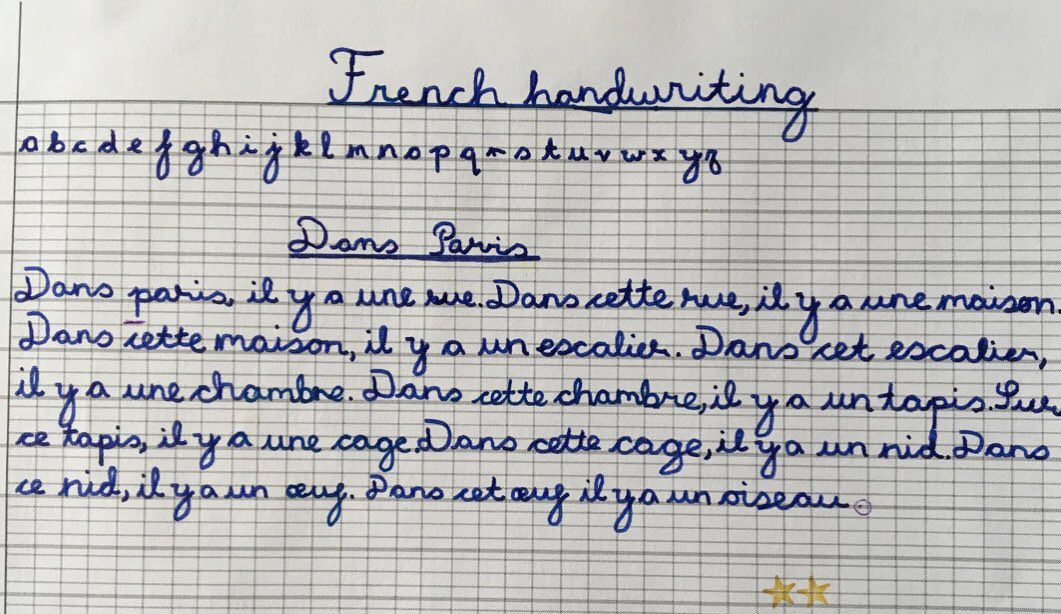 French handwriting
a b c d e f g h i j k l m n o p q r s t u v w x y z
Dans Paris
Dans paris, il y a une rue. Dans cette rue, il y a une maison.
Dans cette maison, il y a un escalier. Dans cet escalier,
il y a une chambre. Dans cette chambre, il y a un tapis. Sur
ce tapis, il y a une cage. Dans cette cage, il y a un nid. Dans
ce nid, il y a un œuf. Dans cet œuf il y a un oiseau.